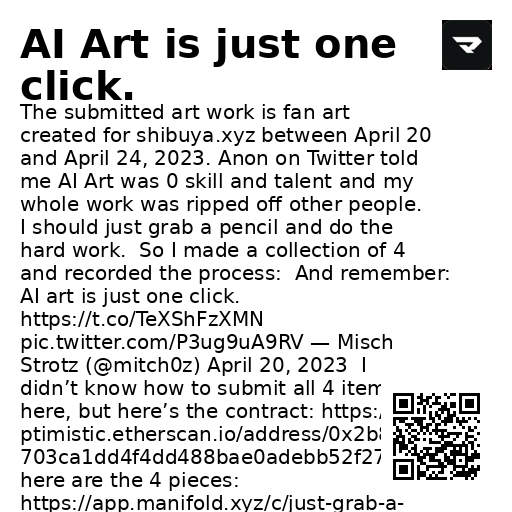 AI Art is just one
click.
The submitted art work is fan art
created for shibuya.xyz between April 20
and April 24, 2023. Anon on Twitter told
me AI Art was 0 skill and talent and my
whole work was ripped off other people.
I should just grab a pencil and do the
hard work.  So I made a collection of 4
and recorded the process:  And remember:
AI art is just one click.
https://t.co/TeXShFzXMN
pic.twitter.com/P3ug9uA9RV — Misch
Strotz (@mitch0z) April 20, 2023  I
didn’t know how to submit all 4 item
here, but here’s the contract: https:/
ptimistic.etherscan.io/address/0x2b8
703ca1dd4f4dd488bae0adebb52f27
here are the 4 pieces:
https://app.manifold.xyz/c/just-grab-a-